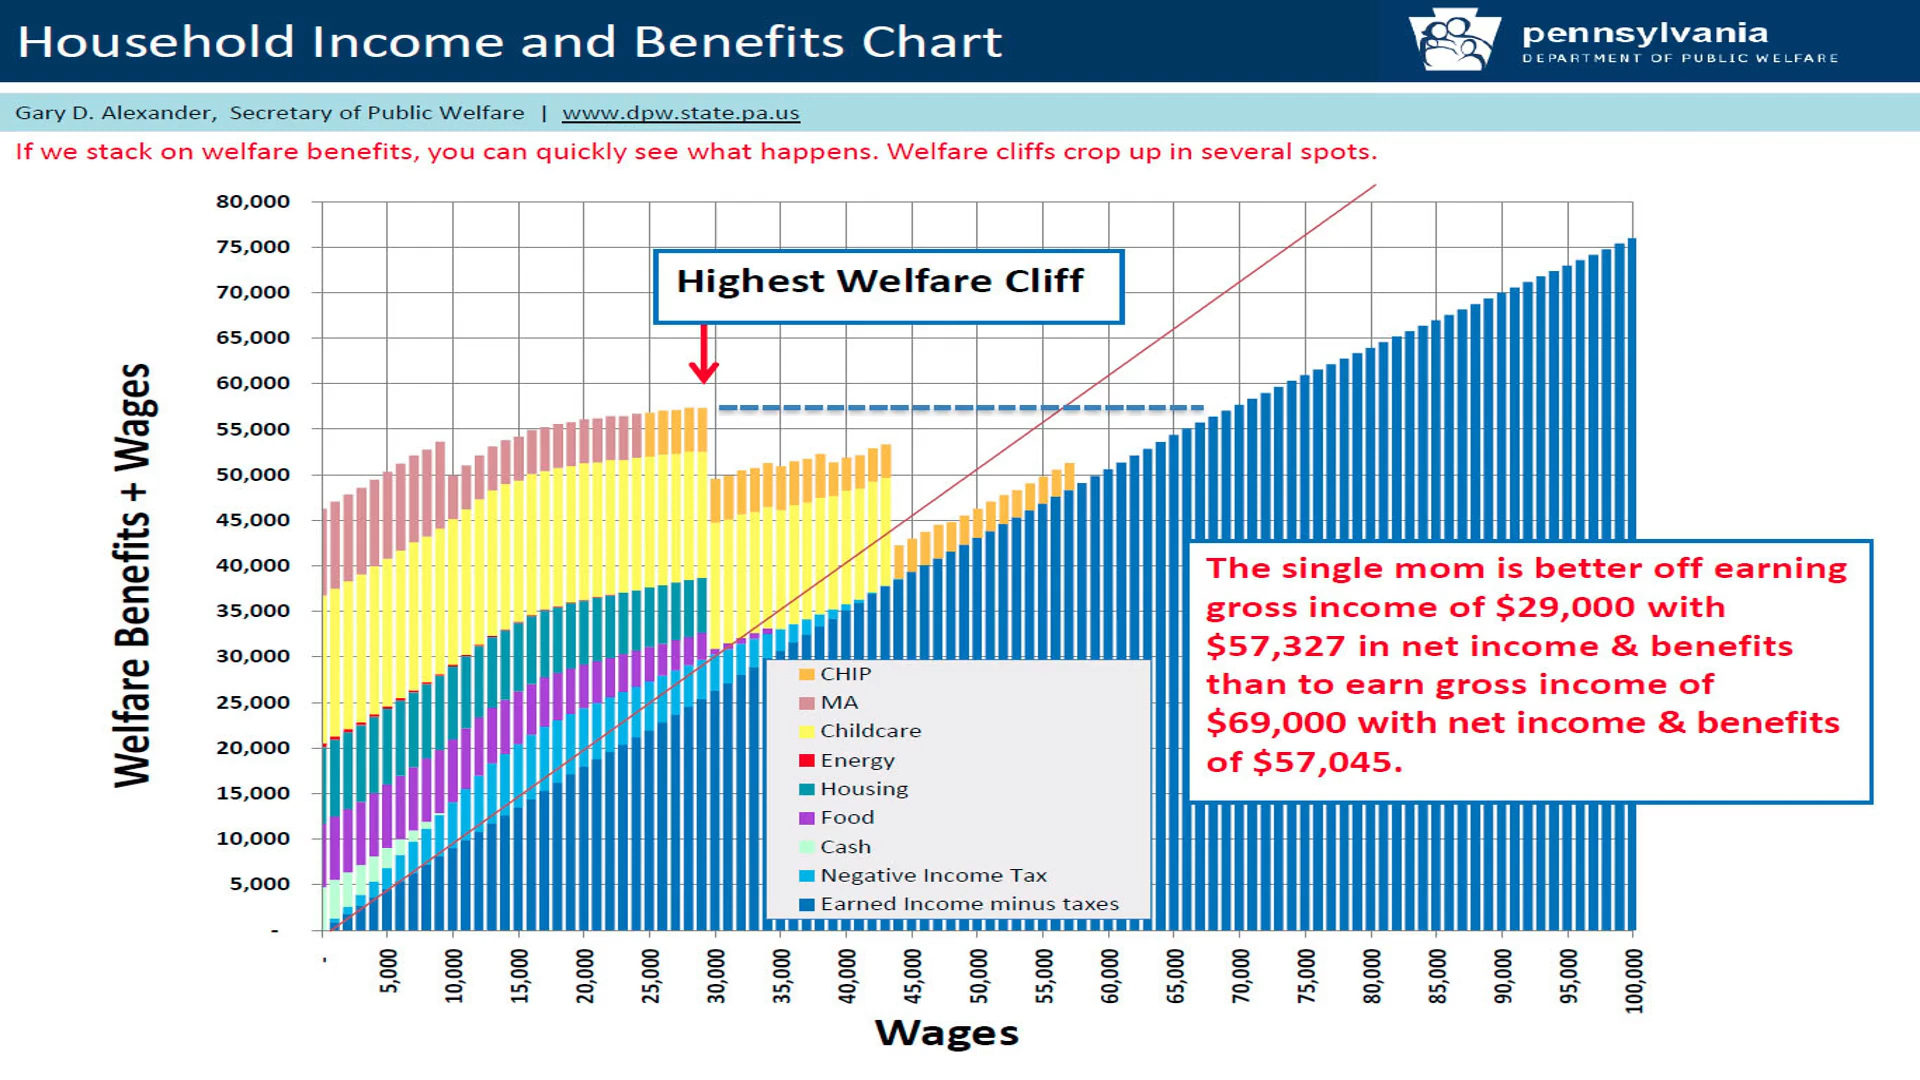 Household Income and Benefits Chart
pennsylvania
DEPARTMENT OF PUBLIC WELFARE
Gary D. Alexander, Secretary of Public Welfare | www.dpw.state.pa.us
If we stack on welfare benefits, you can quickly see what happens. Welfare cliffs crop up in several spots.
Welfare Benefits + Wages
80,000
75,000
70,000
65,000
60,000
55,000
50,000
45,000
40,000
35,000
30,000
25,000
20,000
15,000
10,000
5,000
-
Highest Welfare Cliff
The single mom is better off earning
gross income of $29,000 with
$57,327 in net income & benefits
than to earn gross income of
$69,000 with net income & benefits
of $57,045.
CHIP
MA
Childcare
Energy
Housing
Food
Cash
Negative Income Tax
Earned Income minus taxes
-
5,000
10,000
15,000
20,000
25,000
30,000
35,000
40,000
45,000
50,000
55,000
60,000
65,000
70,000
75,000
80,000
85,000
90,000
95,000
100,000
Wages